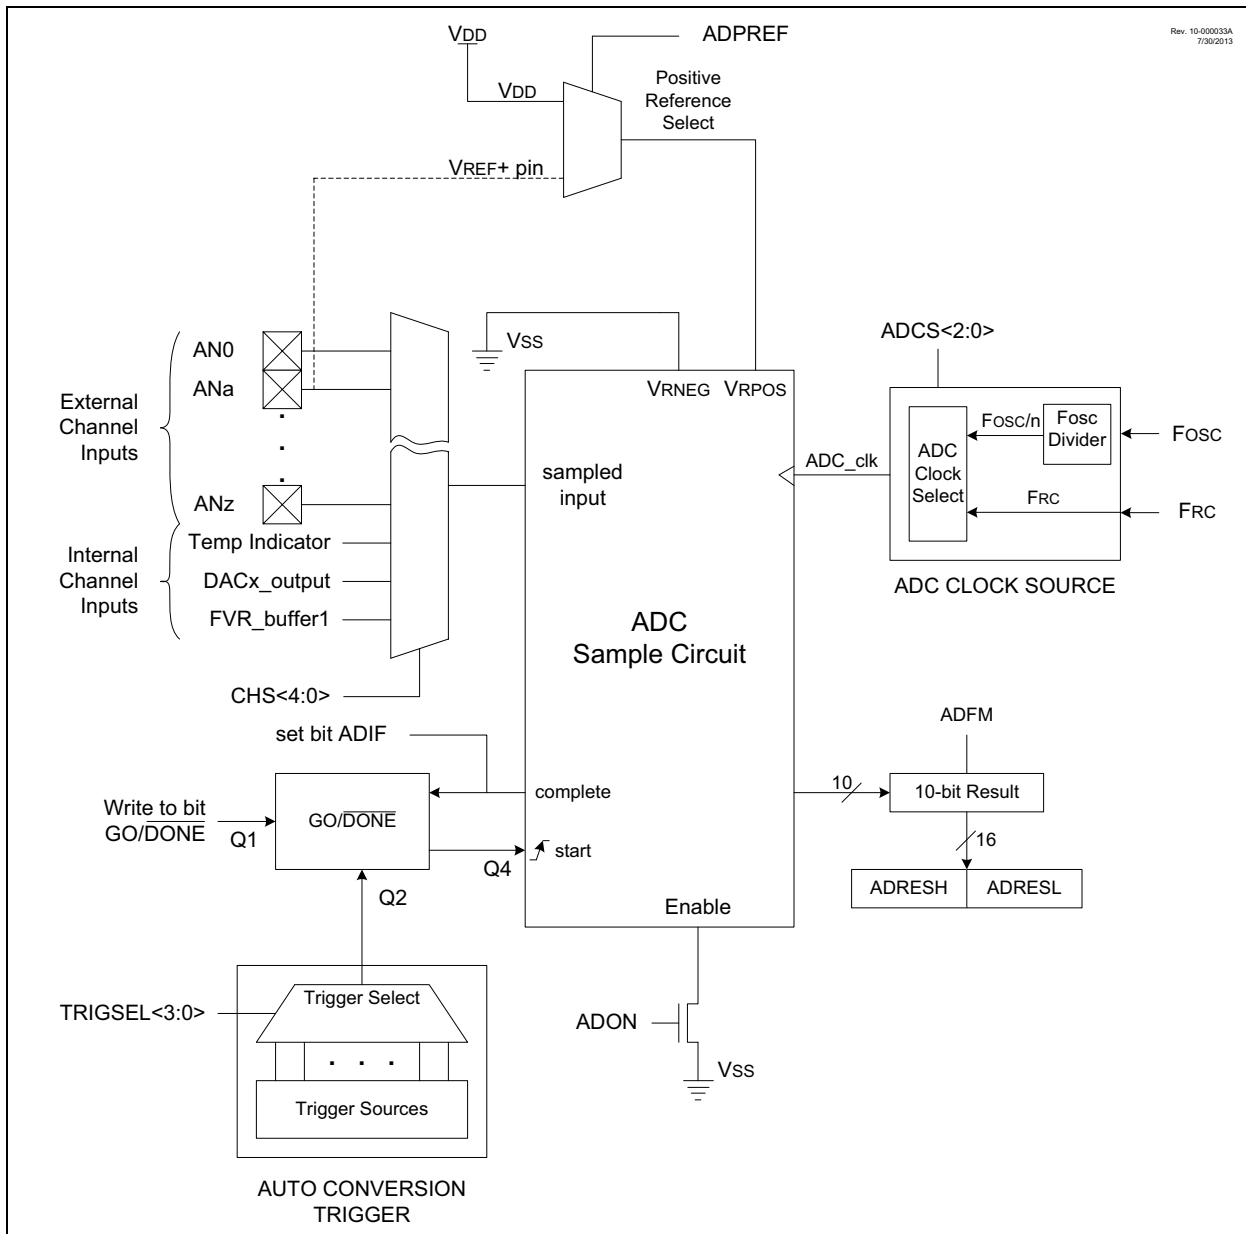 Rev. 10-000033A
7/30/2013
VDD
ADPREF
VDD
Positive
Reference
Select
VREF+ pin
VSS
ADCS<2:0>
AN0
ANa
VRNEG VRPOS
External
Channel
Inputs
.
.
.
ANz
sampled
input
ADC_clk
ADC
Clock
Select
FOSC/n
Fosc
Divider
FOSC
FRC
FRC
ADC CLOCK SOURCE
Internal
Channel
Inputs
Temp Indicator
DACx_output
FVR_buffer1
ADC
Sample Circuit
CHS<4:0>
set bit ADIF
ADFM
complete
10
10-bit Result
Write to bit
GO/DONE
Q1
GO/DONE
Q4
start
16
Q2
ADRESH ADRESL
Enable
TRIGSEL<3:0>
Trigger Select
ADON
. . .
VSS
Trigger Sources
AUTO CONVERSION
TRIGGER